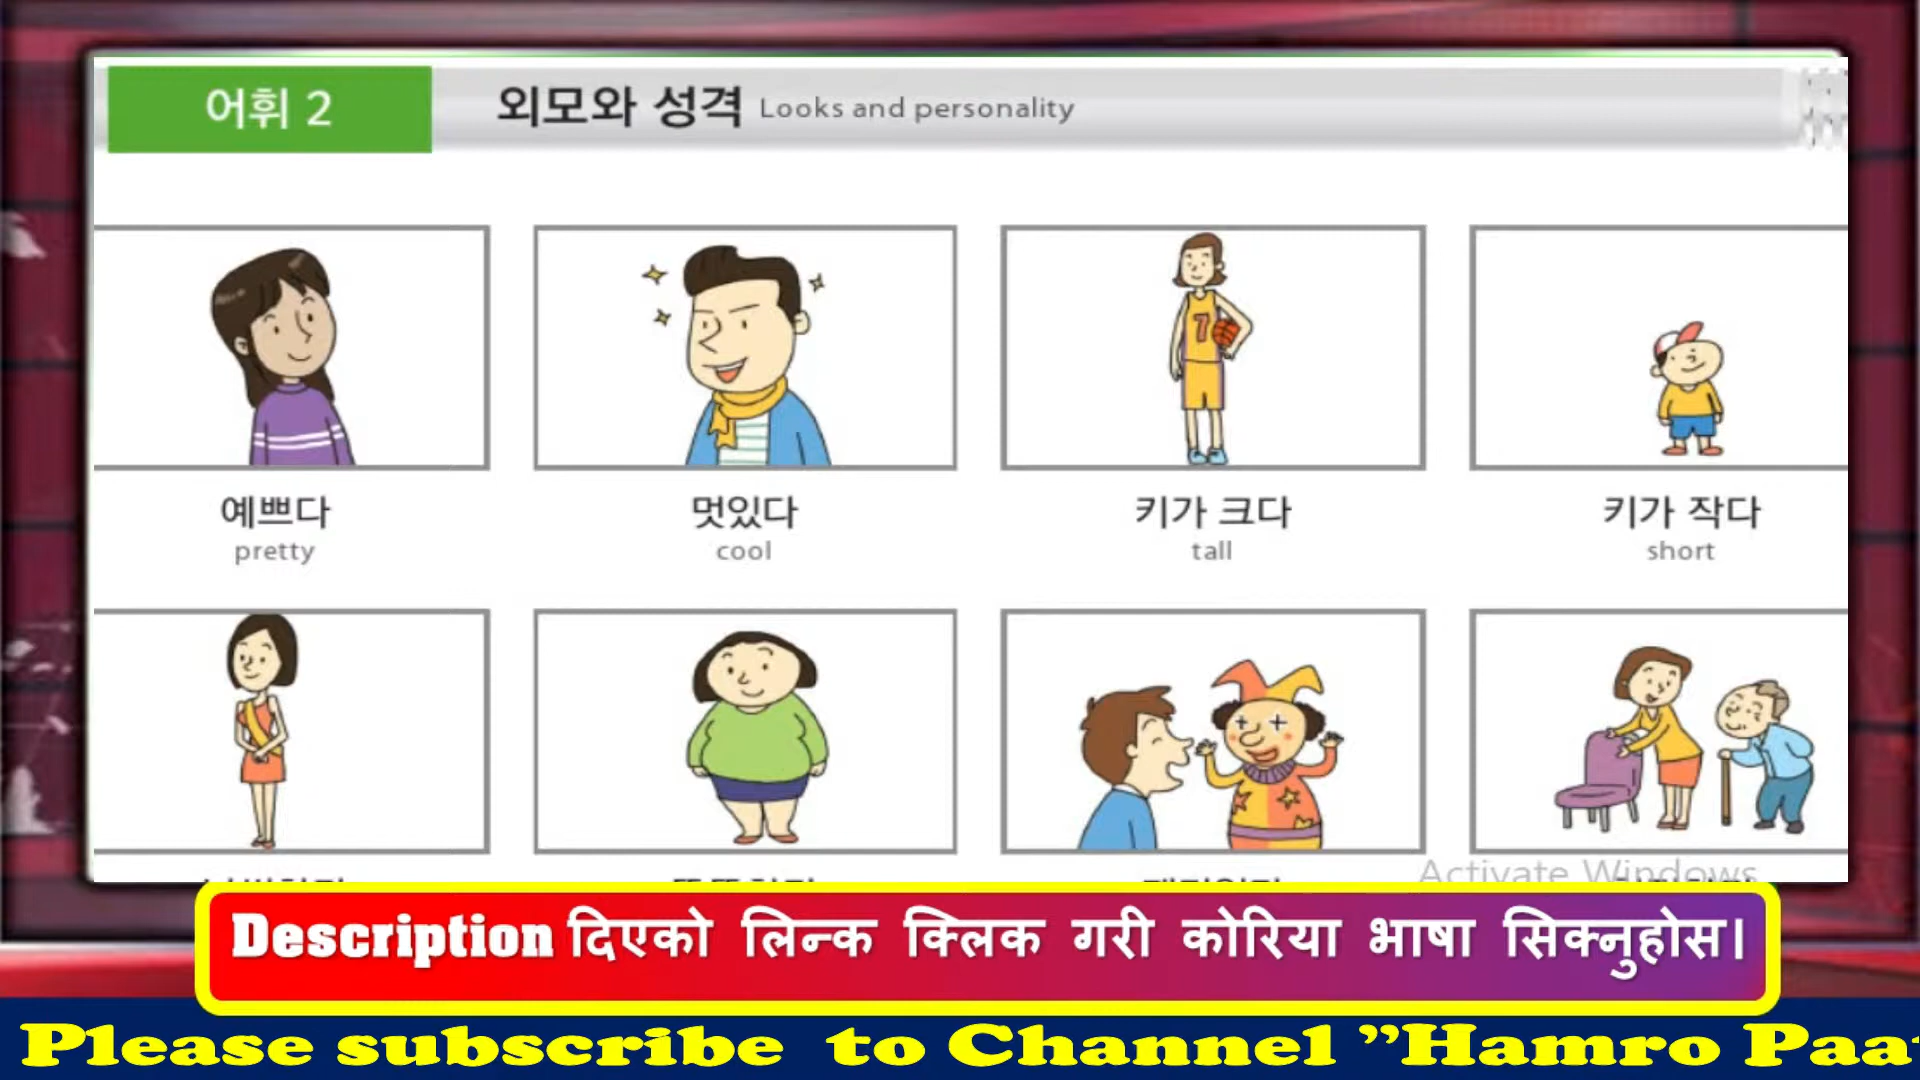 어휘 2
외모와 성격 Looks and personality
7
예쁘다
pretty
멋있다
cool
키가 크다
tall
키가 작다
short
Activate Windows
Description दिएको लिन्क क्लिक गरी कोरिया भाषा सिक्नुहोस।
Please subscribe to Channel ”Hamro Paa